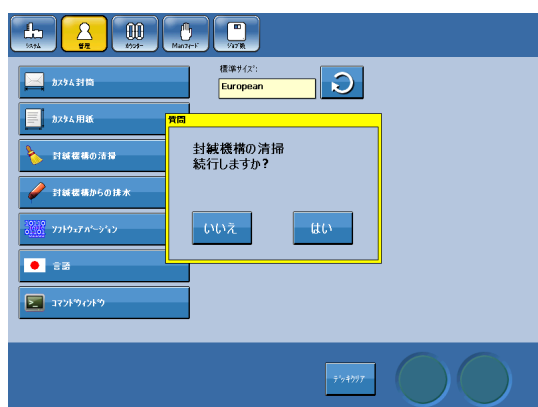 システム
管理
カウンター
Manフィード
ジョブ数
標準サイズ:
European
カスタム封筒
カスタム用紙
封緘機構の清掃
封緘機構からの排水
ソフトウェアバージョン
言語
コマンドウィンドウ
質問
封緘機構の清掃
続行しますか?
いいえ
はい
デッキクリア